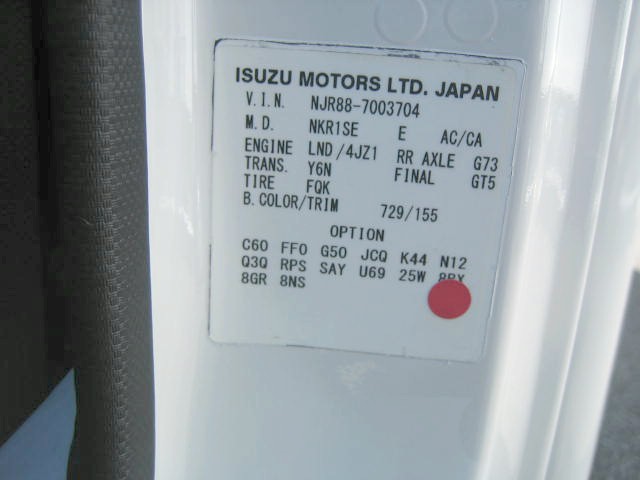 ISUZU MOTORS LTD. JAPAN
V.I.N. NJR88-7003704
M.D. NKR1SE E AC/CA
ENGINE LND/4JZ1 RR AXLE G73
TRANS. Y6N FINAL GT5
TIRE FQK
B.COLOR/TRIM 729/155
OPTION
C60 FF0 G50 JCQ K44 N12
Q3Q RPS SAY U69 25W
8GR 8NS